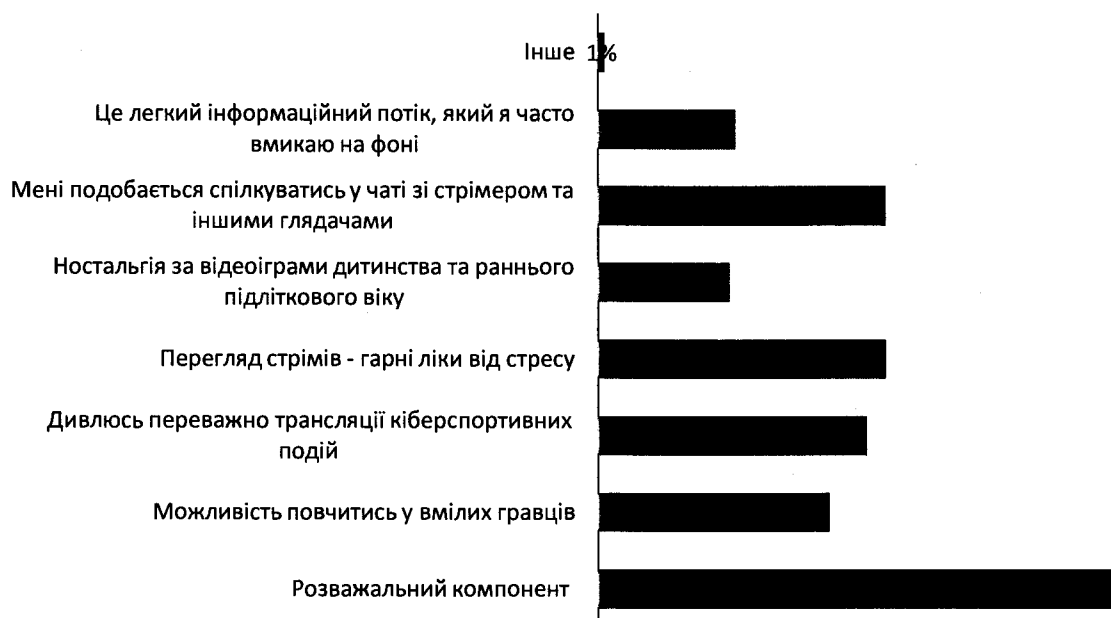 Інше 1%
Це легкий інформаційний потік, який я часто
вмикаю на фоні
Мені подобається спілкуватись у чаті зі стрімером та
іншими глядачами
Ностальгія за відеоіграми дитинства та раннього
підліткового віку
Перегляд стрімів - гарні ліки від стресу
Дивлюсь переважно трансляції кіберспортивних
подій
Можливість повчитись у вмілих гравців
Розважальний компонент